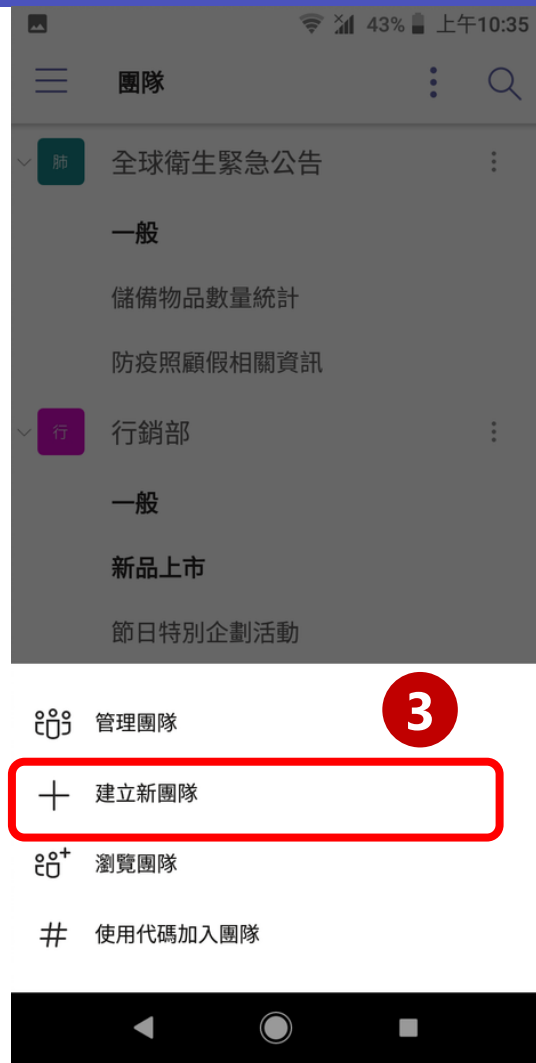 43% 上午10:35
團隊
肺 全球衛生緊急公告
一般
儲備物品數量統計
防疫照顧假相關資訊
行 行銷部
一般
新品上市
節日特別企劃活動
3
管理團隊
建立新團隊
瀏覽團隊
使用代碼加入團隊